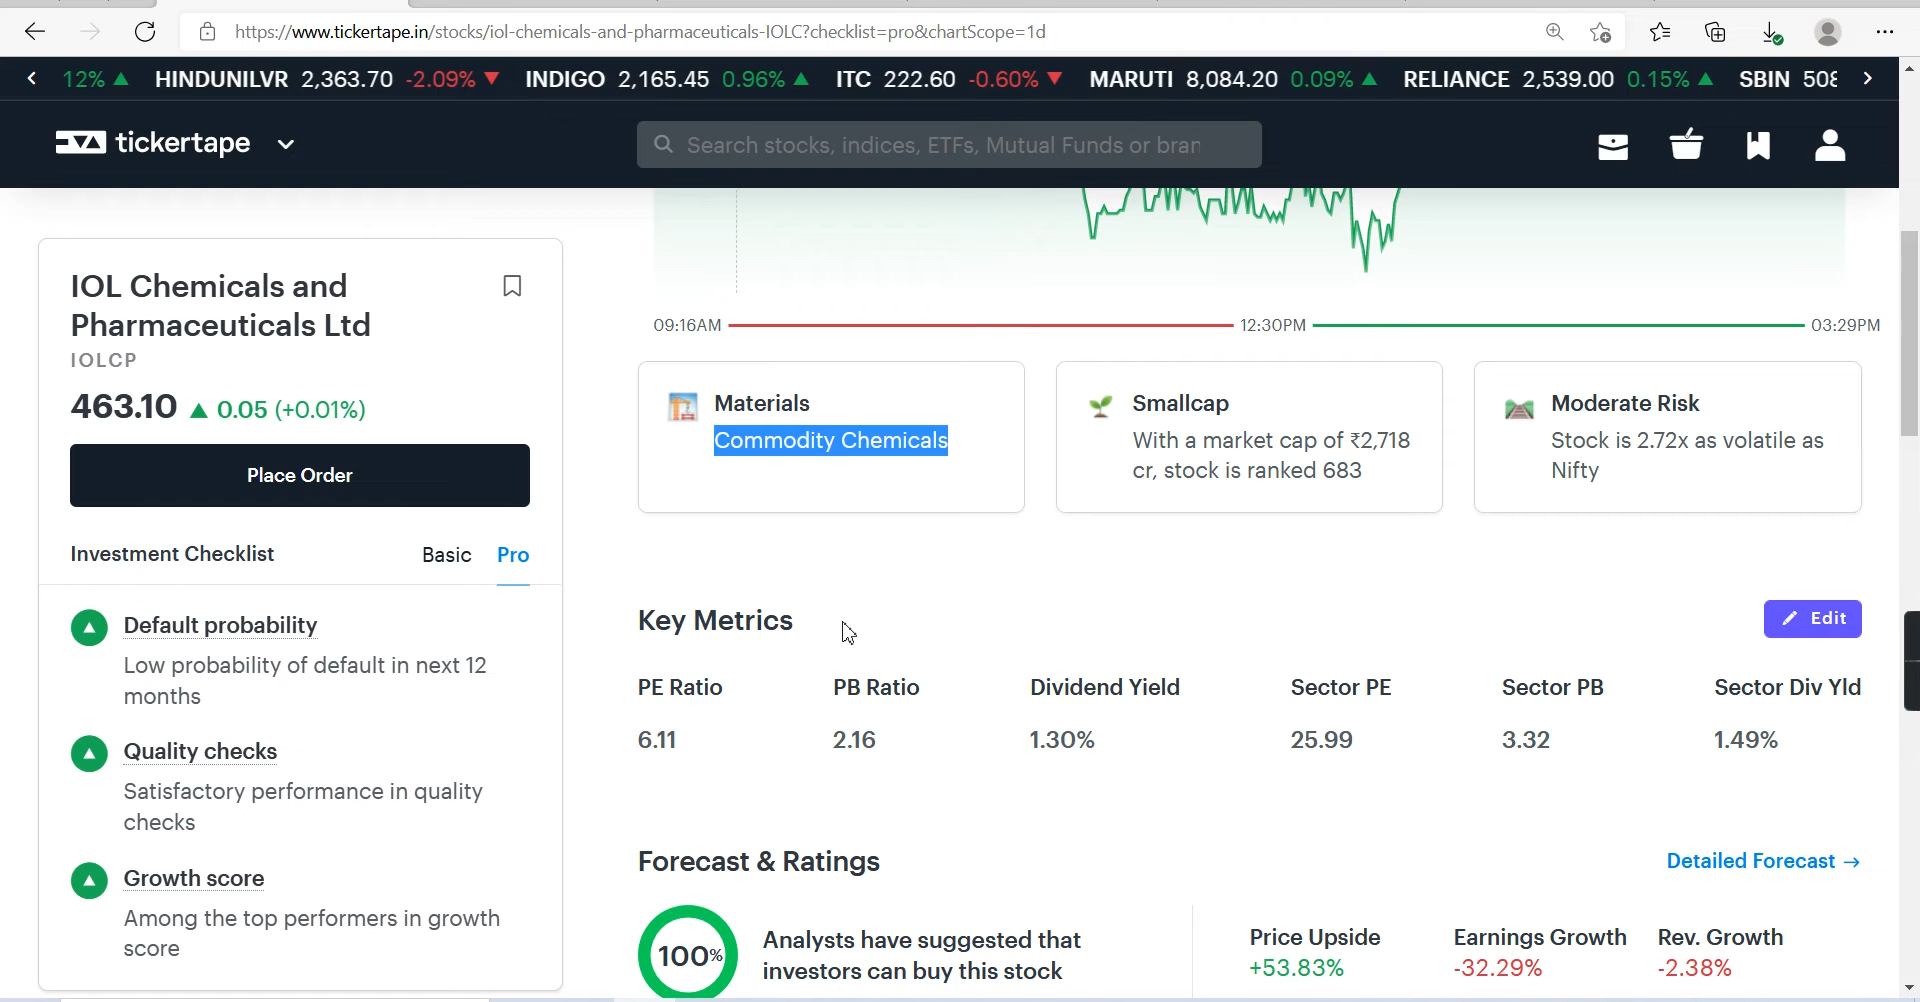 https://www.tickertape.in/stocks/iol-chemicals-and-pharmaceuticals-IOLC?checklist=pro&chartScope=1d
12% ▲ HINDUNILVR 2,363.70 -2.09% ▼ INDIGO 2,165.45 0.96% ▲ ITC 222.60 -0.60% ▼ MARUTI 8,084.20 0.09% ▲ RELIANCE 2,539.00 0.15% ▲ SBIN 508
tickertape
Search stocks, indices, ETFs, Mutual Funds or bran
IOL Chemicals and
Pharmaceuticals Ltd
IOLCP
463.10 ▲ 0.05 (+0.01%)
Place Order
Investment Checklist Basic Pro
Default probability
Low probability of default in next 12
months
Quality checks
Satisfactory performance in quality
checks
Growth score
Among the top performers in growth
score
09:16AM 12:30PM 03:29PM
Materials
Commodity Chemicals
Smallcap
With a market cap of ₹2,718
cr, stock is ranked 683
Moderate Risk
Stock is 2.72x as volatile as
Nifty
Key Metrics
Edit
PE Ratio PB Ratio Dividend Yield Sector PE Sector PB Sector Div Yld
6.11 2.16 1.30% 25.99 3.32 1.49%
Forecast & Ratings
Detailed Forecast →
100%
Analysts have suggested that
investors can buy this stock
Price Upside Earnings Growth Rev. Growth
+53.83% -32.29% -2.38%